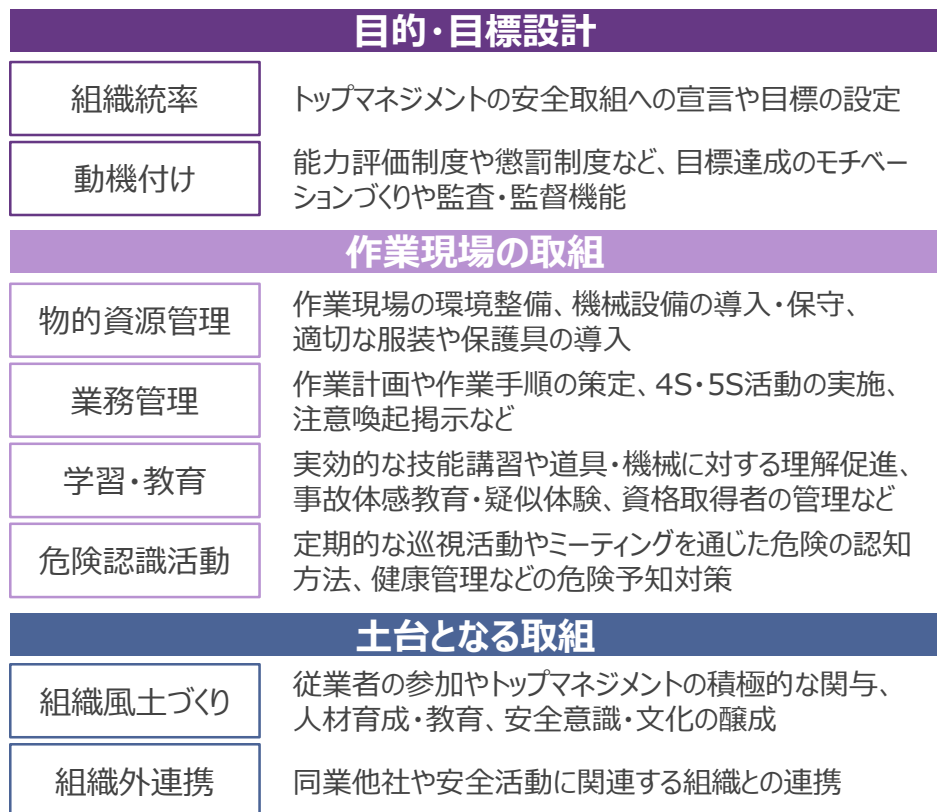 目的・目標設計
組織統率
トップマネジメントの安全取組への宣言や目標の設定
動機付け
能力評価制度や懲罰制度など、目標達成のモチベー
ションづくりや監査・監督機能
作業現場の取組
物的資源管理
作業現場の環境整備、機械設備の導入・保守、
適切な服装や保護具の導入
業務管理
作業計画や作業手順の策定、4S・5S活動の実施、
注意喚起掲示など
学習・教育
実効的な技能講習や道具・機械に対する理解促進、
事故体感教育・疑似体験、資格取得者の管理など
危険認識活動
定期的な巡視活動やミーティングを通じた危険の認知
方法、健康管理などの危険予知対策
土台となる取組
組織風土づくり
従業者の参加やトップマネジメントの積極的な関与、
人材育成・教育、安全意識・文化の醸成
組織外連携
同業他社や安全活動に関連する組織との連携